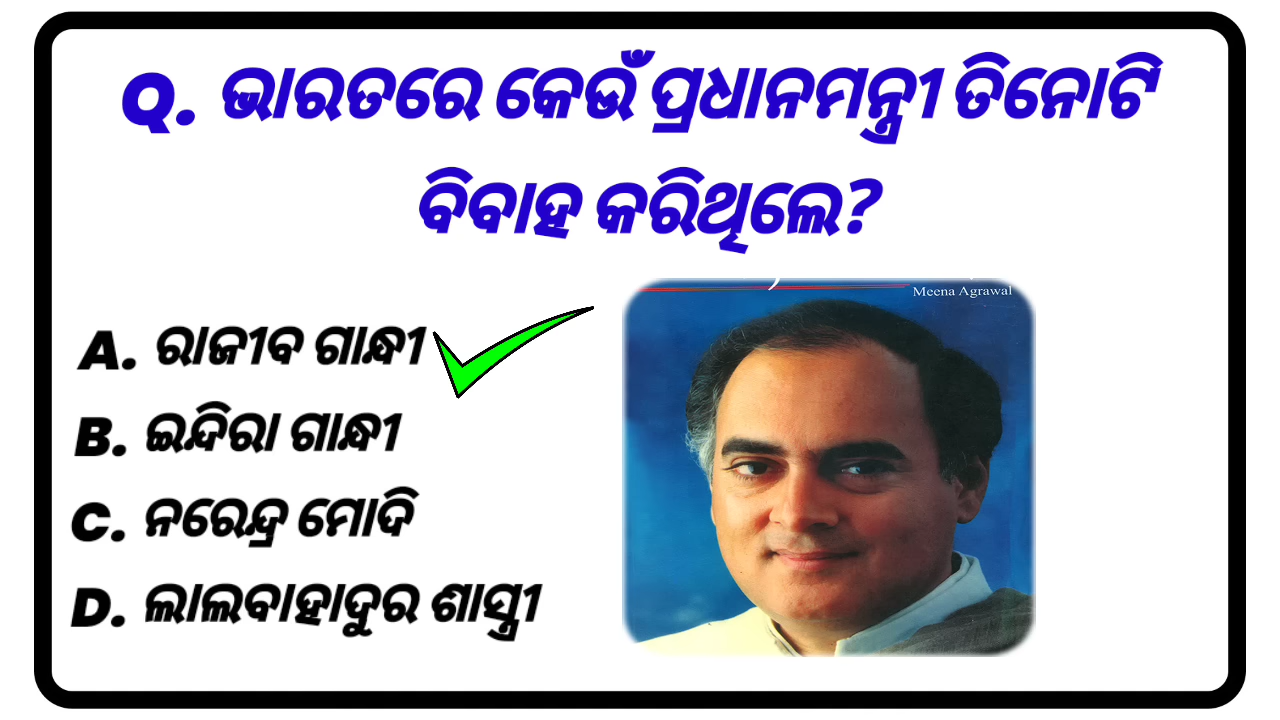 Q. ଭାରତରେ କେଉଁ ପ୍ରଧାନମନ୍ତ୍ରୀ ତିନୋଟି
ବିବାହ କରିଥିଲେ?
A. ରାଜୀବ ଗାନ୍ଧୀ
B. ଇନ୍ଦିରା ଗାନ୍ଧୀ
C. ନରେନ୍ଦ୍ର ମୋଦି
D. ଲାଲବାହାଦୁର ଶାସ୍ତ୍ରୀ
Meena Agrawal